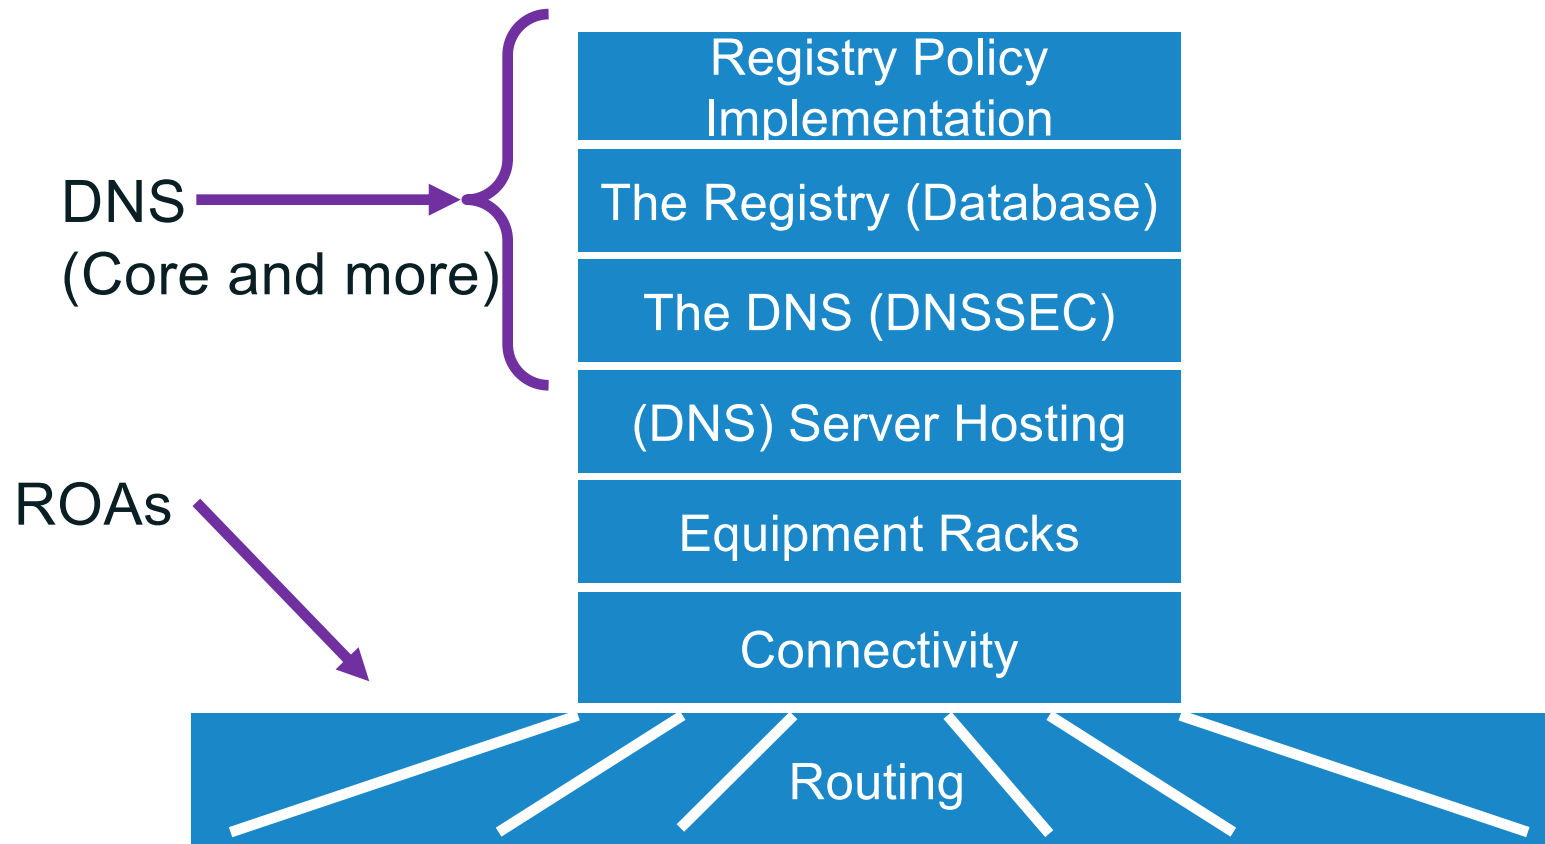 Registry Policy
Implementation
DNS
(Core and more)
The Registry (Database)
The DNS (DNSSEC)
(DNS) Server Hosting
ROAs
Equipment Racks
Connectivity
Routing